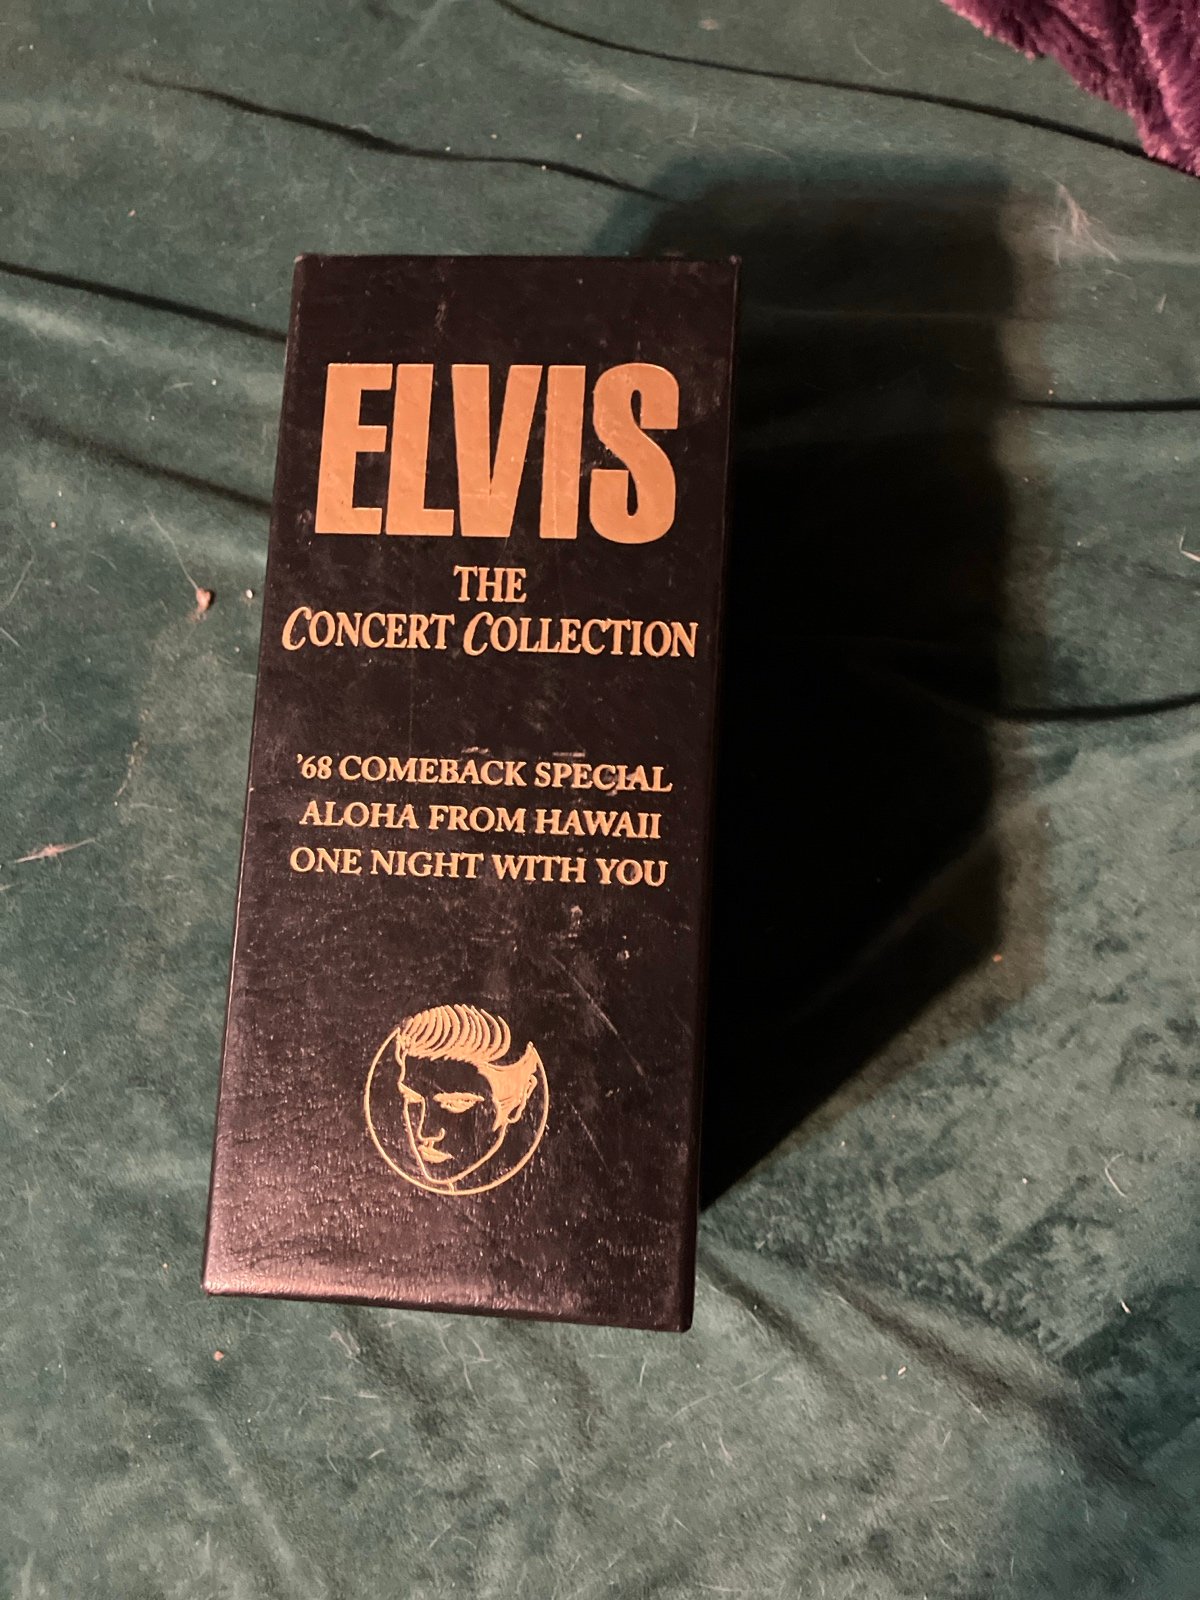 ELVIS
THE
CONCERT COLLECTION
'68 COMEBACK SPECIAL
ALOHA FROM HAWAII
ONE NIGHT WITH YOU